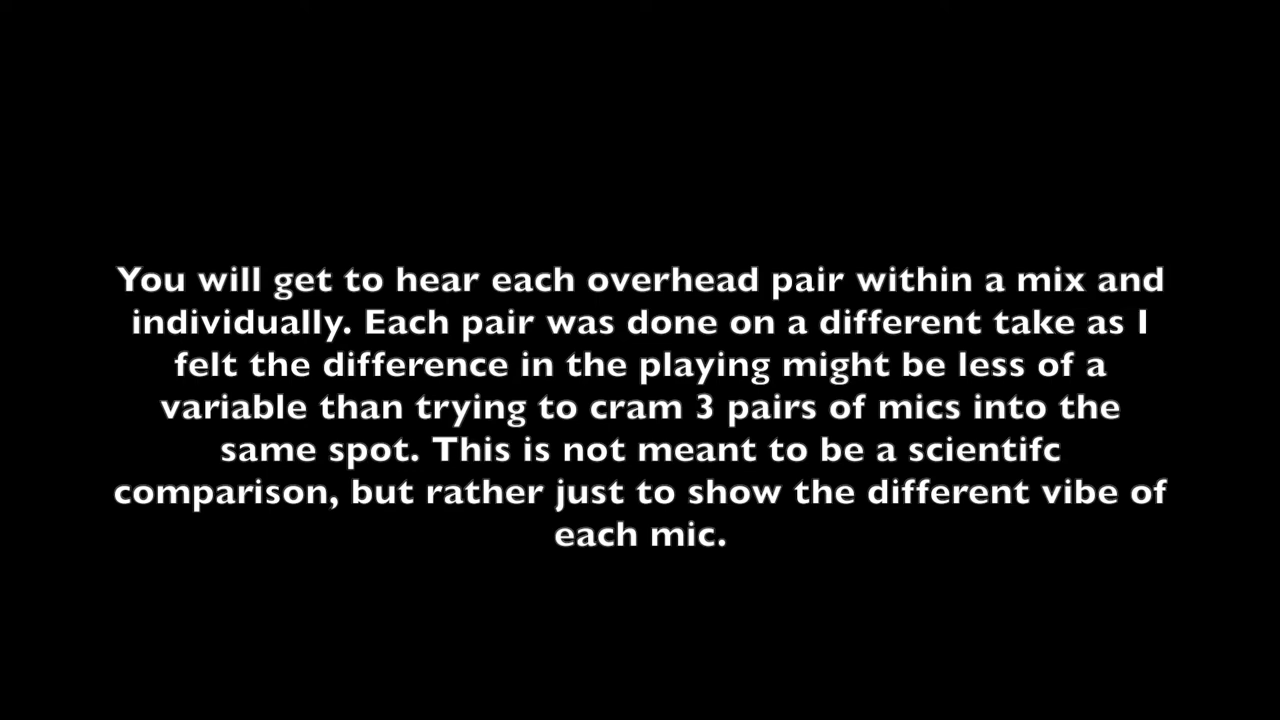 You will get to hear each overhead pair within a mix and
individually. Each pair was done on a different take as I
felt the difference in the playing might be less of a
variable than trying to cram 3 pairs of mics into the
same spot. This is not meant to be a scientifc
comparison, but rather just to show the different vibe of
each mic.